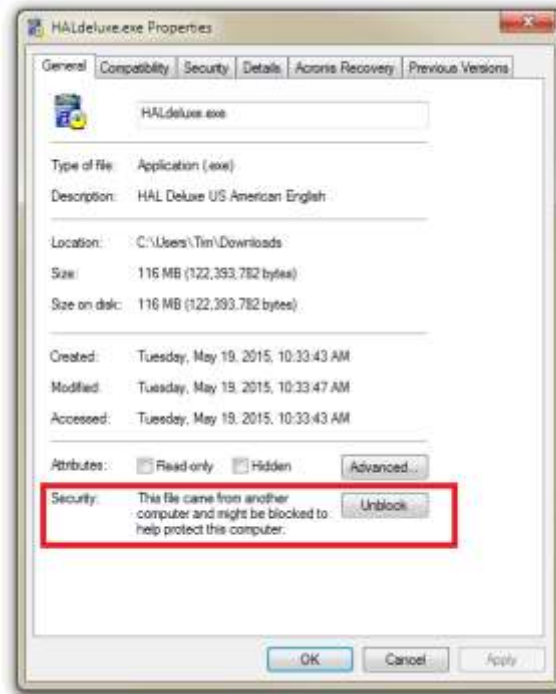 HALdeluxe.exe Properties
General Compatibility Security Details Acronis Recovery Previous Versions
HALdeluxe.exe
Type of file: Application (.exe)
Description: HAL Deluxe US American English
Location: C:\Users\Tim\Downloads
Size: 116 MB (122,393,782 bytes)
Size on disk: 116 MB (122,393,782 bytes)
Created: Tuesday, May 19, 2015, 10:33:43 AM
Modified: Tuesday, May 19, 2015, 10:33:47 AM
Accessed: Tuesday, May 19, 2015, 10:33:43 AM
Attributes: Read-only Hidden Advanced...
Security: This file came from another
computer and might be blocked to
help protect this computer.
Unblock
OK Cancel Apply